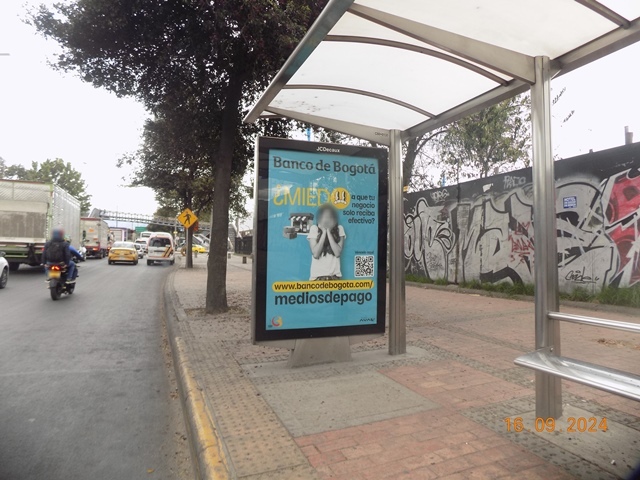 JCDecaux
Banco de Bogotá
¿MIEDO
a que tu
negocio
solo reciba
efectivo?
www.bancodebogota.com/
mediosdepago
18.09.2024